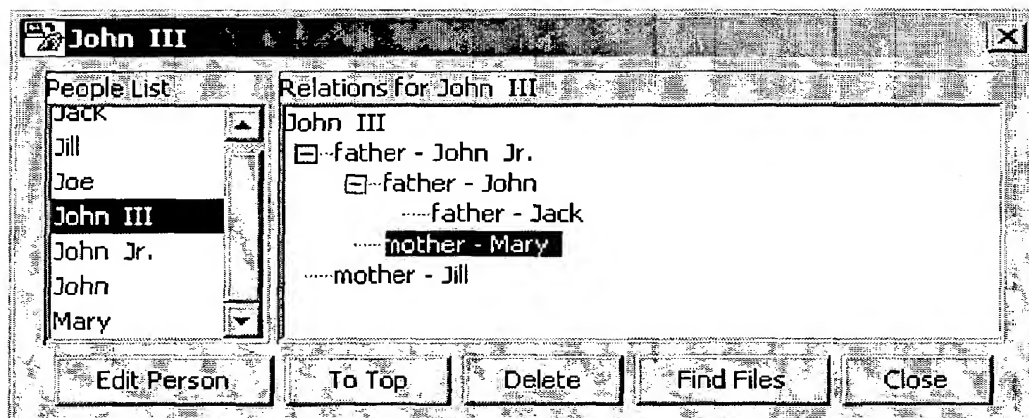 John III
People List
Jack
Jill
Joe
John III
John Jr.
John
Mary
Relations for John III
John III
father - John Jr.
father - John
father - Jack
mother - Mary
mother - Jill
Edit Person To Top Delete Find Files Close